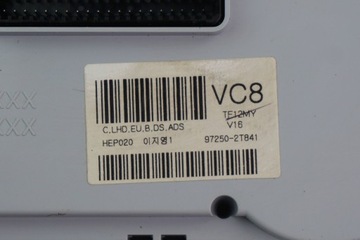 VC8
TF12MY
V16
C.LHD.EU.B.DS.ADS
HEP020 이지영1
97250-2T841